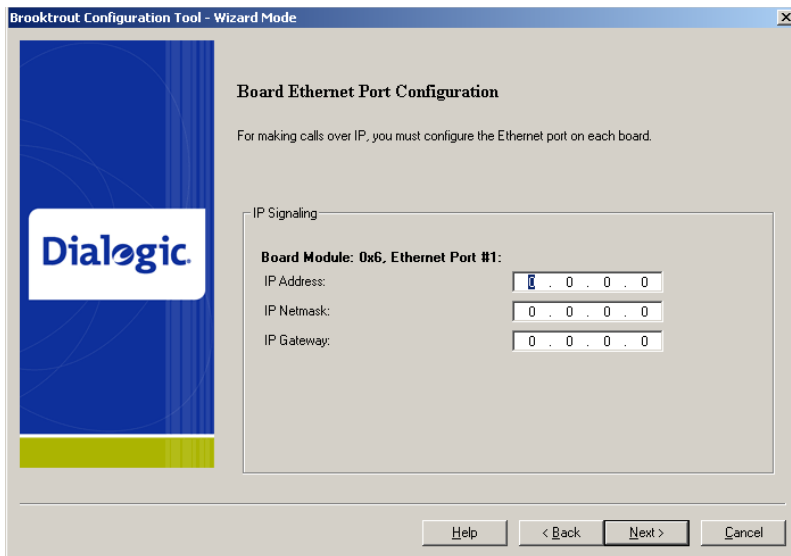 Brooktrout Configuration Tool - Wizard Mode
Board Ethernet Port Configuration
For making calls over IP, you must configure the Ethernet port on each board.
Dialogic.
IP Signaling
Board Module: 0x6, Ethernet Port #1:
IP Address: 0 . 0 . 0 . 0
IP Netmask: 0 . 0 . 0 . 0
IP Gateway: 0 . 0 . 0 . 0
Help < Back Next > Cancel